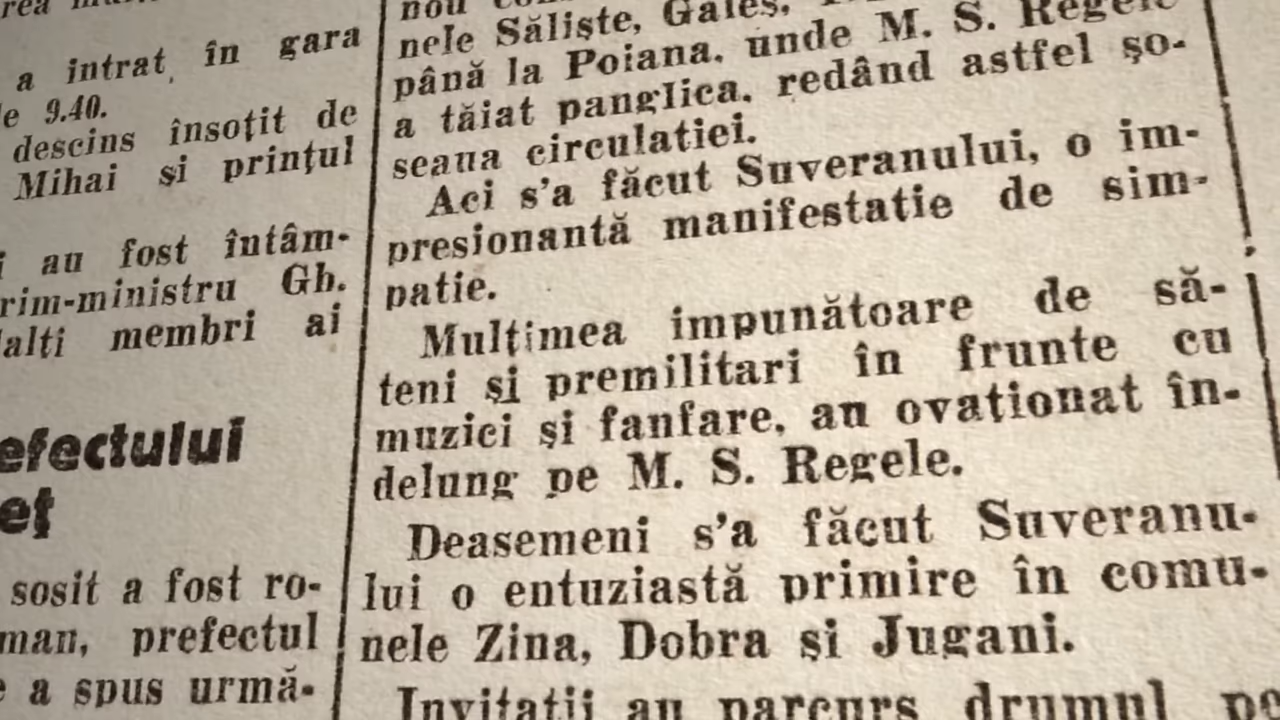 a intrat în gara
9.40.
descins însoțit de
Mihai și prințul
au fost întâm-
rim-ministru Gh.
alți membri ai
efectului
eț
sosit a fost ro-
man, prefectul
a spus urmă-
nele Săliște, Galeș,
până la Poiana, unde M. S. Regele
a tăiat panglica, redând astfel șo-
seaua circulatiei.
Aci s'a făcut Suveranului, o im-
presionantă manifestatie de sim-
patie.
Mulțimea impunătoare de să-
teni și premilitari în frunte cu
muzici și fanfare, au ovaționat în-
delung pe M. S. Regele.
Deasemeni s'a făcut Suveranu-
lui o entuziastă primire în comu-
nele Zina, Dobra și Jugani.
Invitatii au parcurs drumul